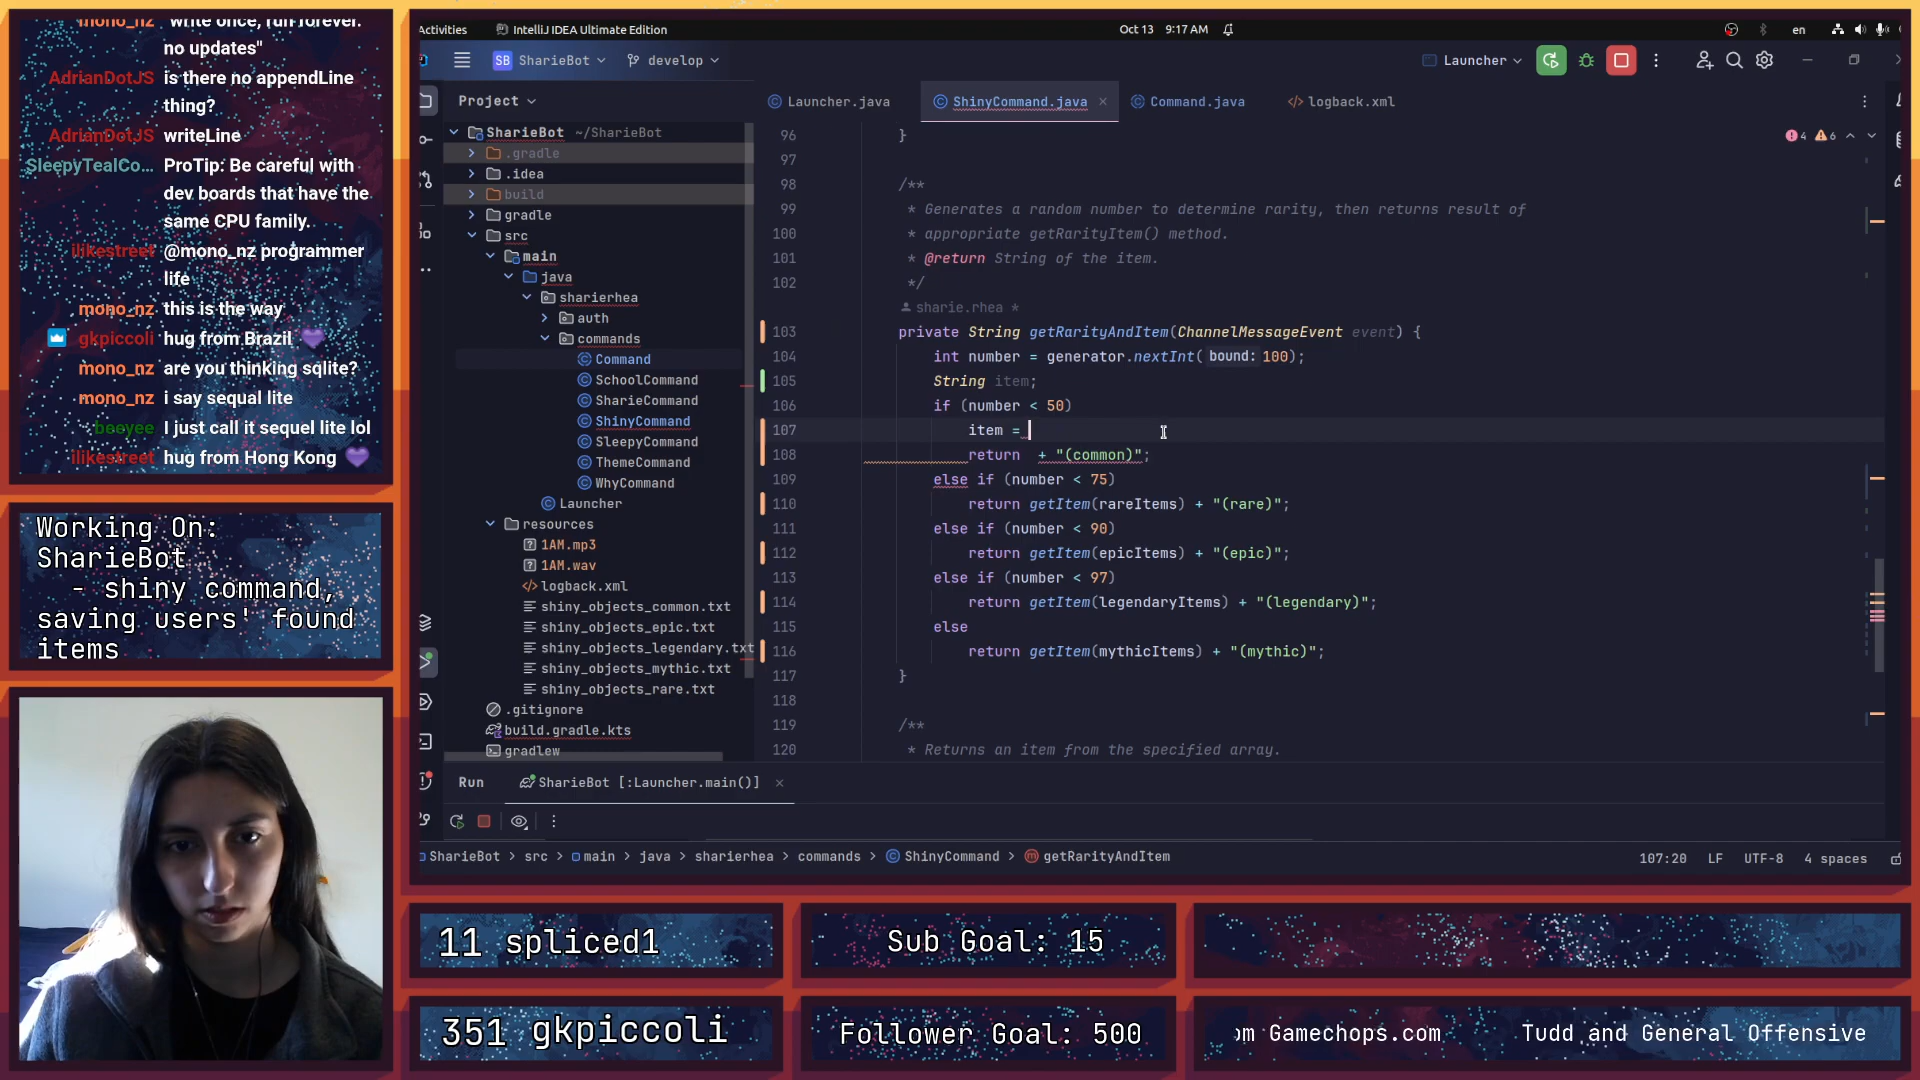 mono_nz write once, run forever.
no updates"
AdrianDotJS is there no appendLine
thing?
AdrianDotJS writeLine
SleepyTealCo... ProTip: Be careful with
dev boards that have the
same CPU family.
ilikestreet @mono_nz programmer
life
mono_nz this is the way
gkpiccoli hug from Brazil
mono_nz are you thinking sqlite?
mono_nz i say sequal lite
beeyee I just call it sequel lite lol
ilikestreet hug from Hong Kong
Working On:
SharieBot
- shiny command,
saving users' found
items
Activities IntelliJ IDEA Ultimate Edition Oct 13 9:17 AM en
SB SharieBot develop Launcher
Project
Launcher.java ShinyCommand.java Command.java logback.xml
SharieBot ~/SharieBot
.gradle
.idea
build
gradle
src
main
java
sharierhea
auth
commands
Command
SchoolCommand
SharieCommand
ShinyCommand
SleepyCommand
ThemeCommand
WhyCommand
Launcher
resources
1AM.mp3
1AM.wav
logback.xml
shiny_objects_common.txt
shiny_objects_epic.txt
shiny_objects_legendary.txt
shiny_objects_mythic.txt
shiny_objects_rare.txt
.gitignore
build.gradle.kts
gradlew
4 6
96 }
97
98 /**
99 * Generates a random number to determine rarity, then returns result of
100 * appropriate getRarityItem() method.
101 * @return String of the item.
102 */
sharie.rhea *
103 private String getRarityAndItem(ChannelMessageEvent event) {
104 int number = generator.nextInt( bound: 100);
105 String item;
106 if (number < 50)
107 item =
108 return + "(common)";
109 else if (number < 75)
110 return getItem(rareItems) + "(rare)";
111 else if (number < 90)
112 return getItem(epicItems) + "(epic)";
113 else if (number < 97)
114 return getItem(legendaryItems) + "(legendary)";
115 else
116 return getItem(mythicItems) + "(mythic)";
117 }
118
119 /**
120 * Returns an item from the specified array.
Run SharieBot [:Launcher.main()]
SharieBot > src > main > java > sharierhea > commands > ShinyCommand > getRarityAndItem
107:20 LF UTF-8 4 spaces
11 spliced1
Sub Goal: 15
351 gkpiccoli
Follower Goal: 500
om Gamechops.com Tudd and General Offensive